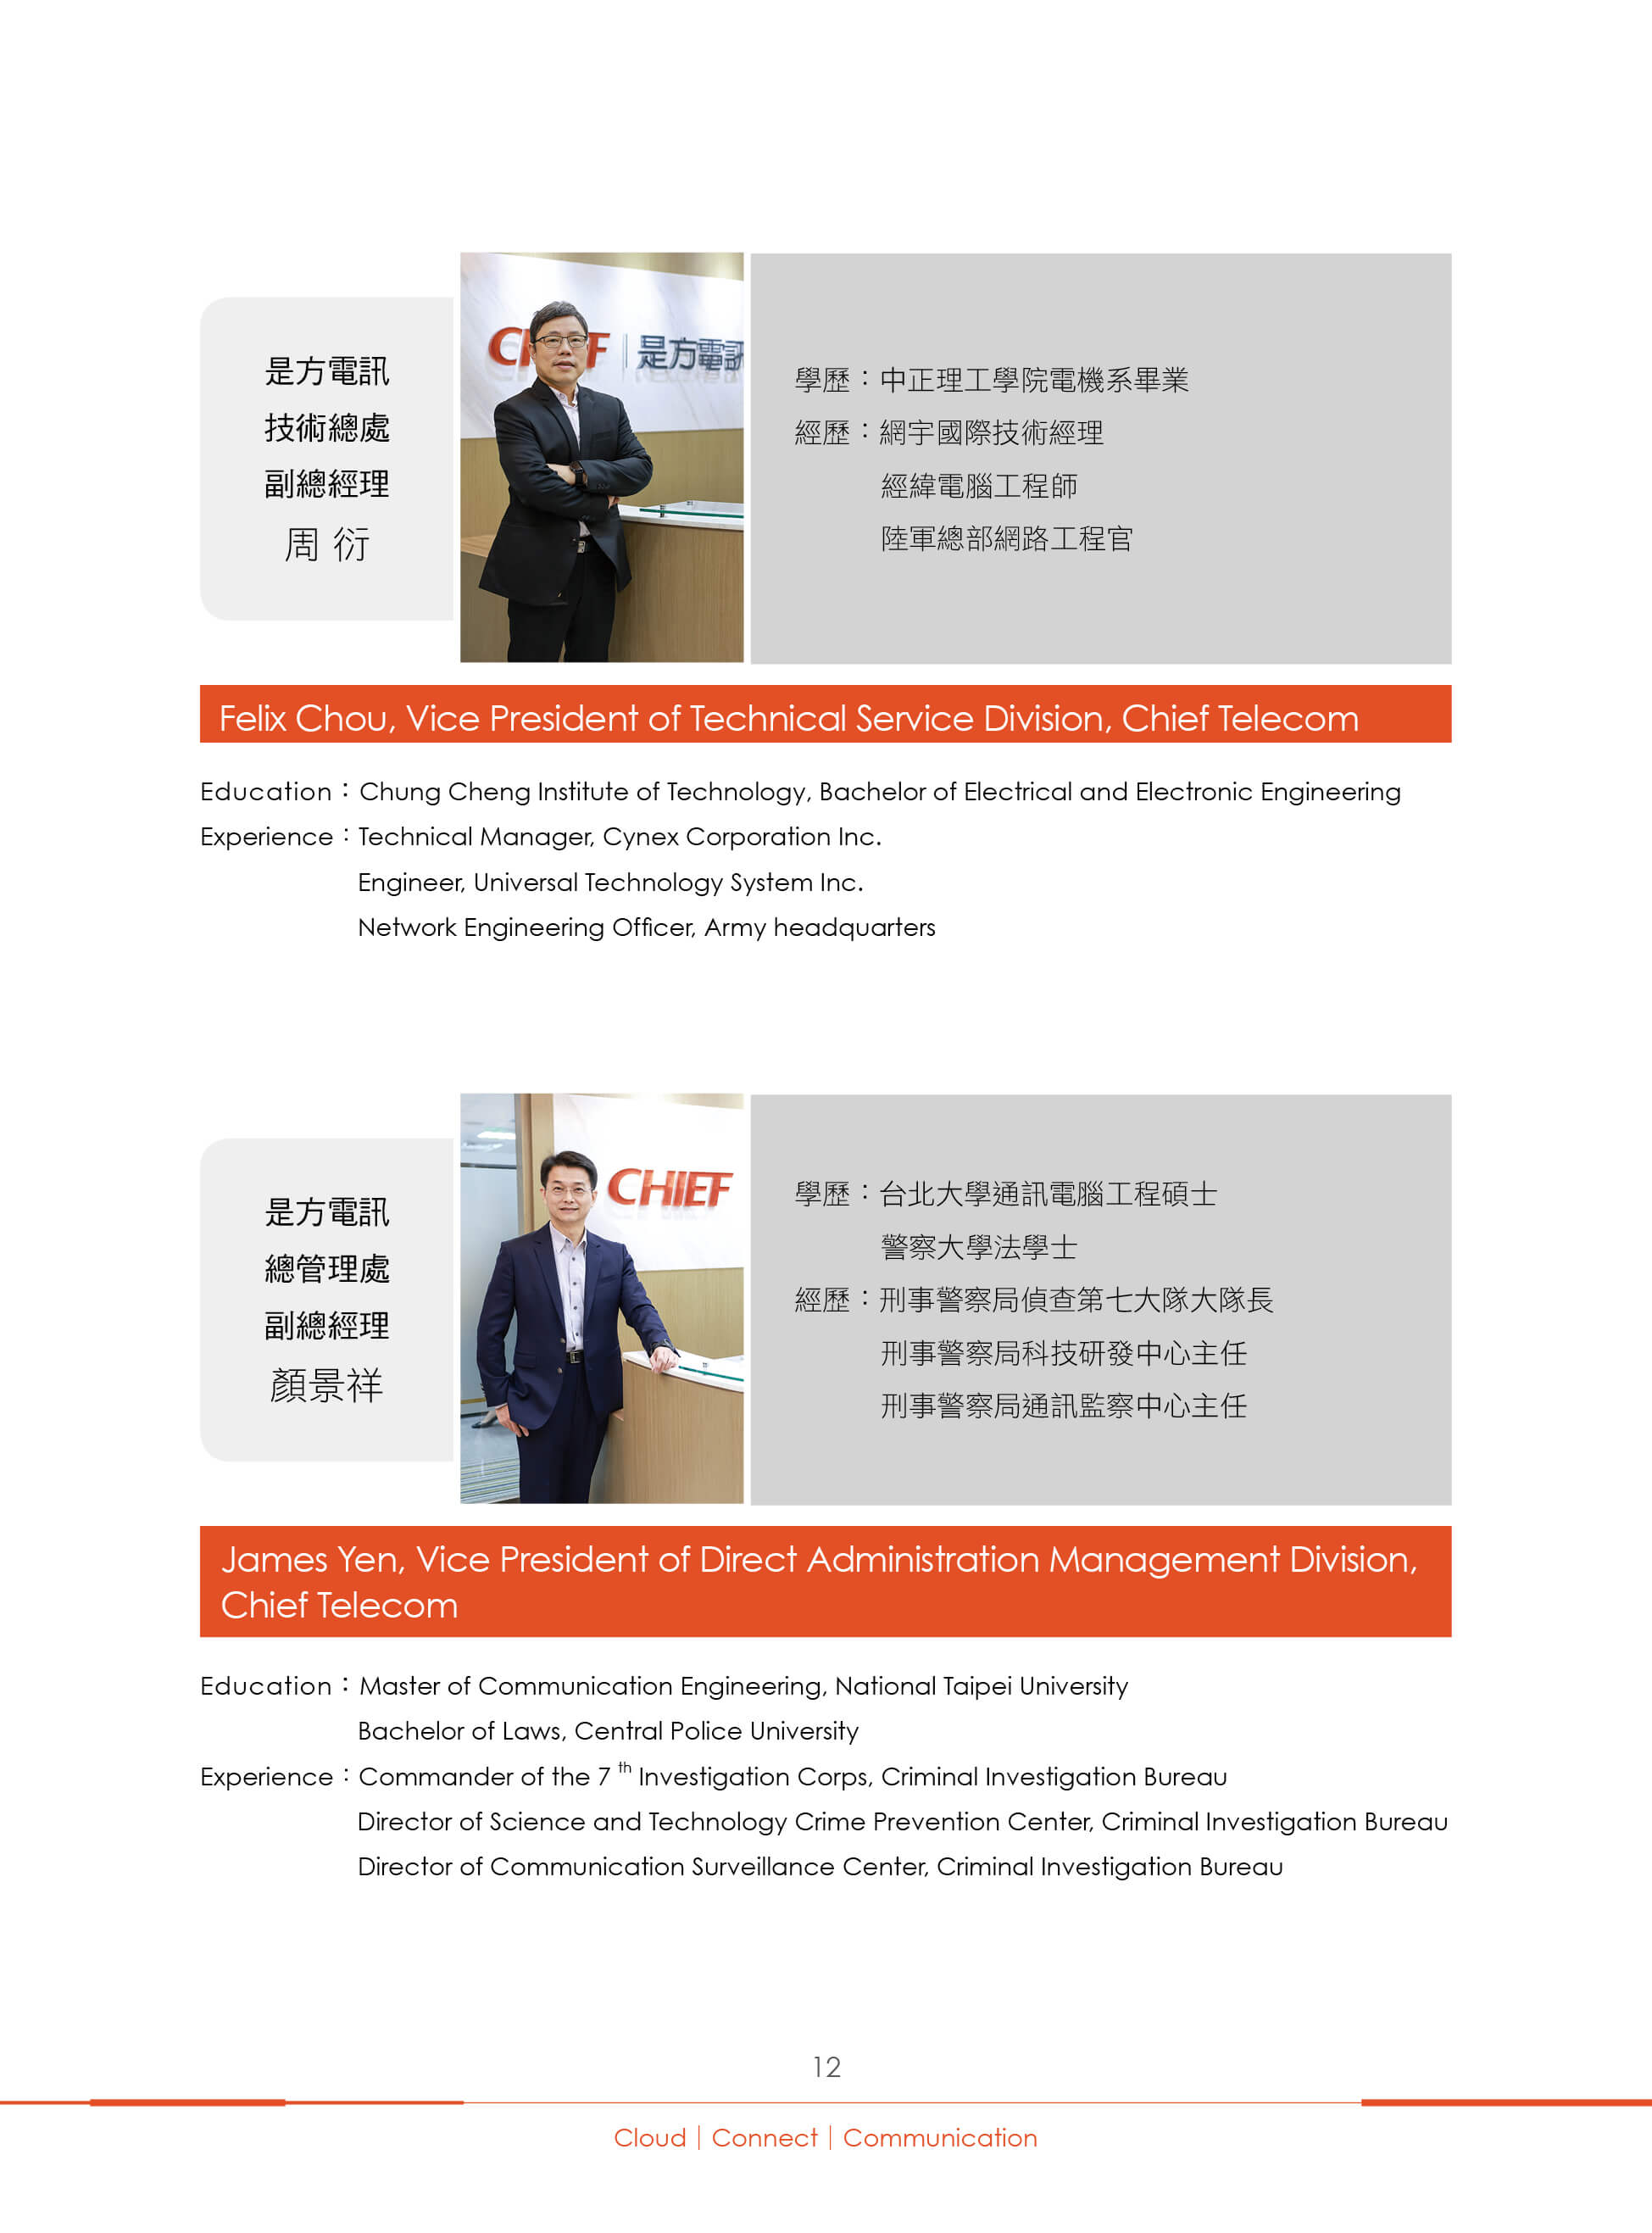 是方電訊
技術總處
副總經理
周 衍
CHIEF 是方電訊
學歷：中正理工學院電機系畢業
經歷：網宇國際技術經理
經緯電腦工程師
陸軍總部網路工程官
Felix Chou, Vice President of Technical Service Division, Chief Telecom
Education：Chung Cheng Institute of Technology, Bachelor of Electrical and Electronic Engineering
Experience：Technical Manager, Cynex Corporation Inc.
Engineer, Universal Technology System Inc.
Network Engineering Officer, Army headquarters
是方電訊
總管理處
副總經理
顏景祥
CHIEF
學歷：台北大學通訊電腦工程碩士
警察大學法學士
經歷：刑事警察局偵查第七大隊大隊長
刑事警察局科技研發中心主任
刑事警察局通訊監察中心主任
James Yen, Vice President of Direct Administration Management Division,
Chief Telecom
Education：Master of Communication Engineering, National Taipei University
Bachelor of Laws, Central Police University
Experience：Commander of the 7 th Investigation Corps, Criminal Investigation Bureau
Director of Science and Technology Crime Prevention Center, Criminal Investigation Bureau
Director of Communication Surveillance Center, Criminal Investigation Bureau
12
Cloud｜Connect｜Communication